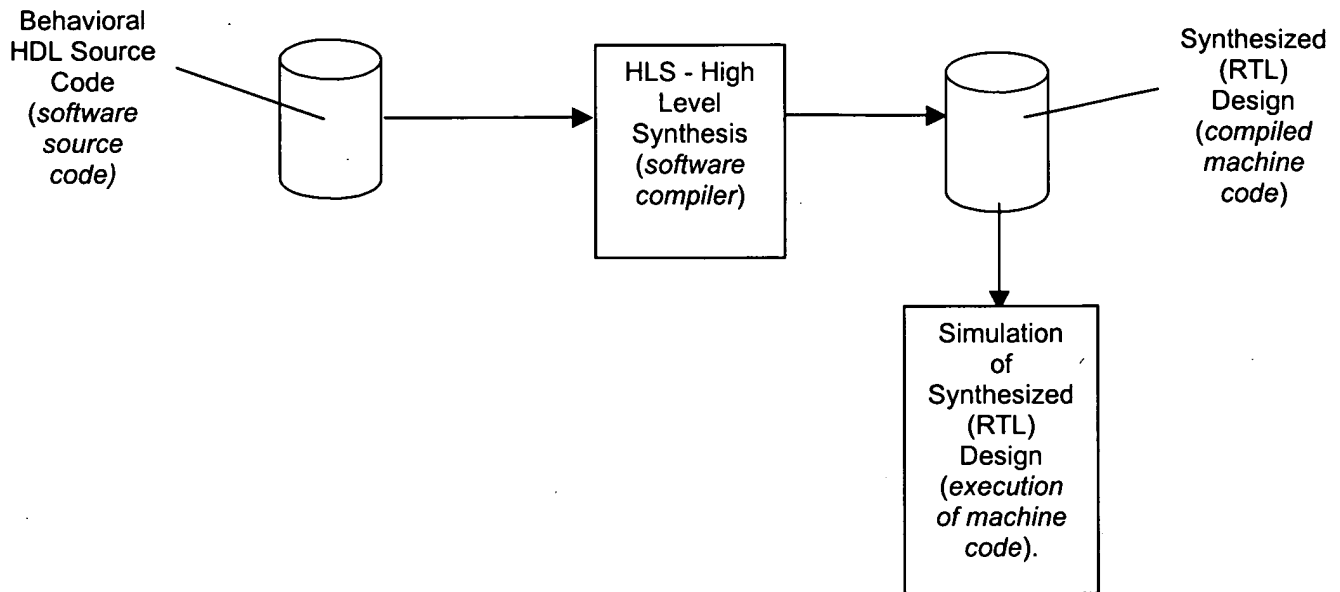 Behavioral
HDL Source
Code
(software
source
code)
HLS - High
Level
Synthesis
(software
compiler)
Synthesized
(RTL)
Design
(compiled
machine
code)
Simulation
of
Synthesized
(RTL)
Design
(execution
of machine
code).